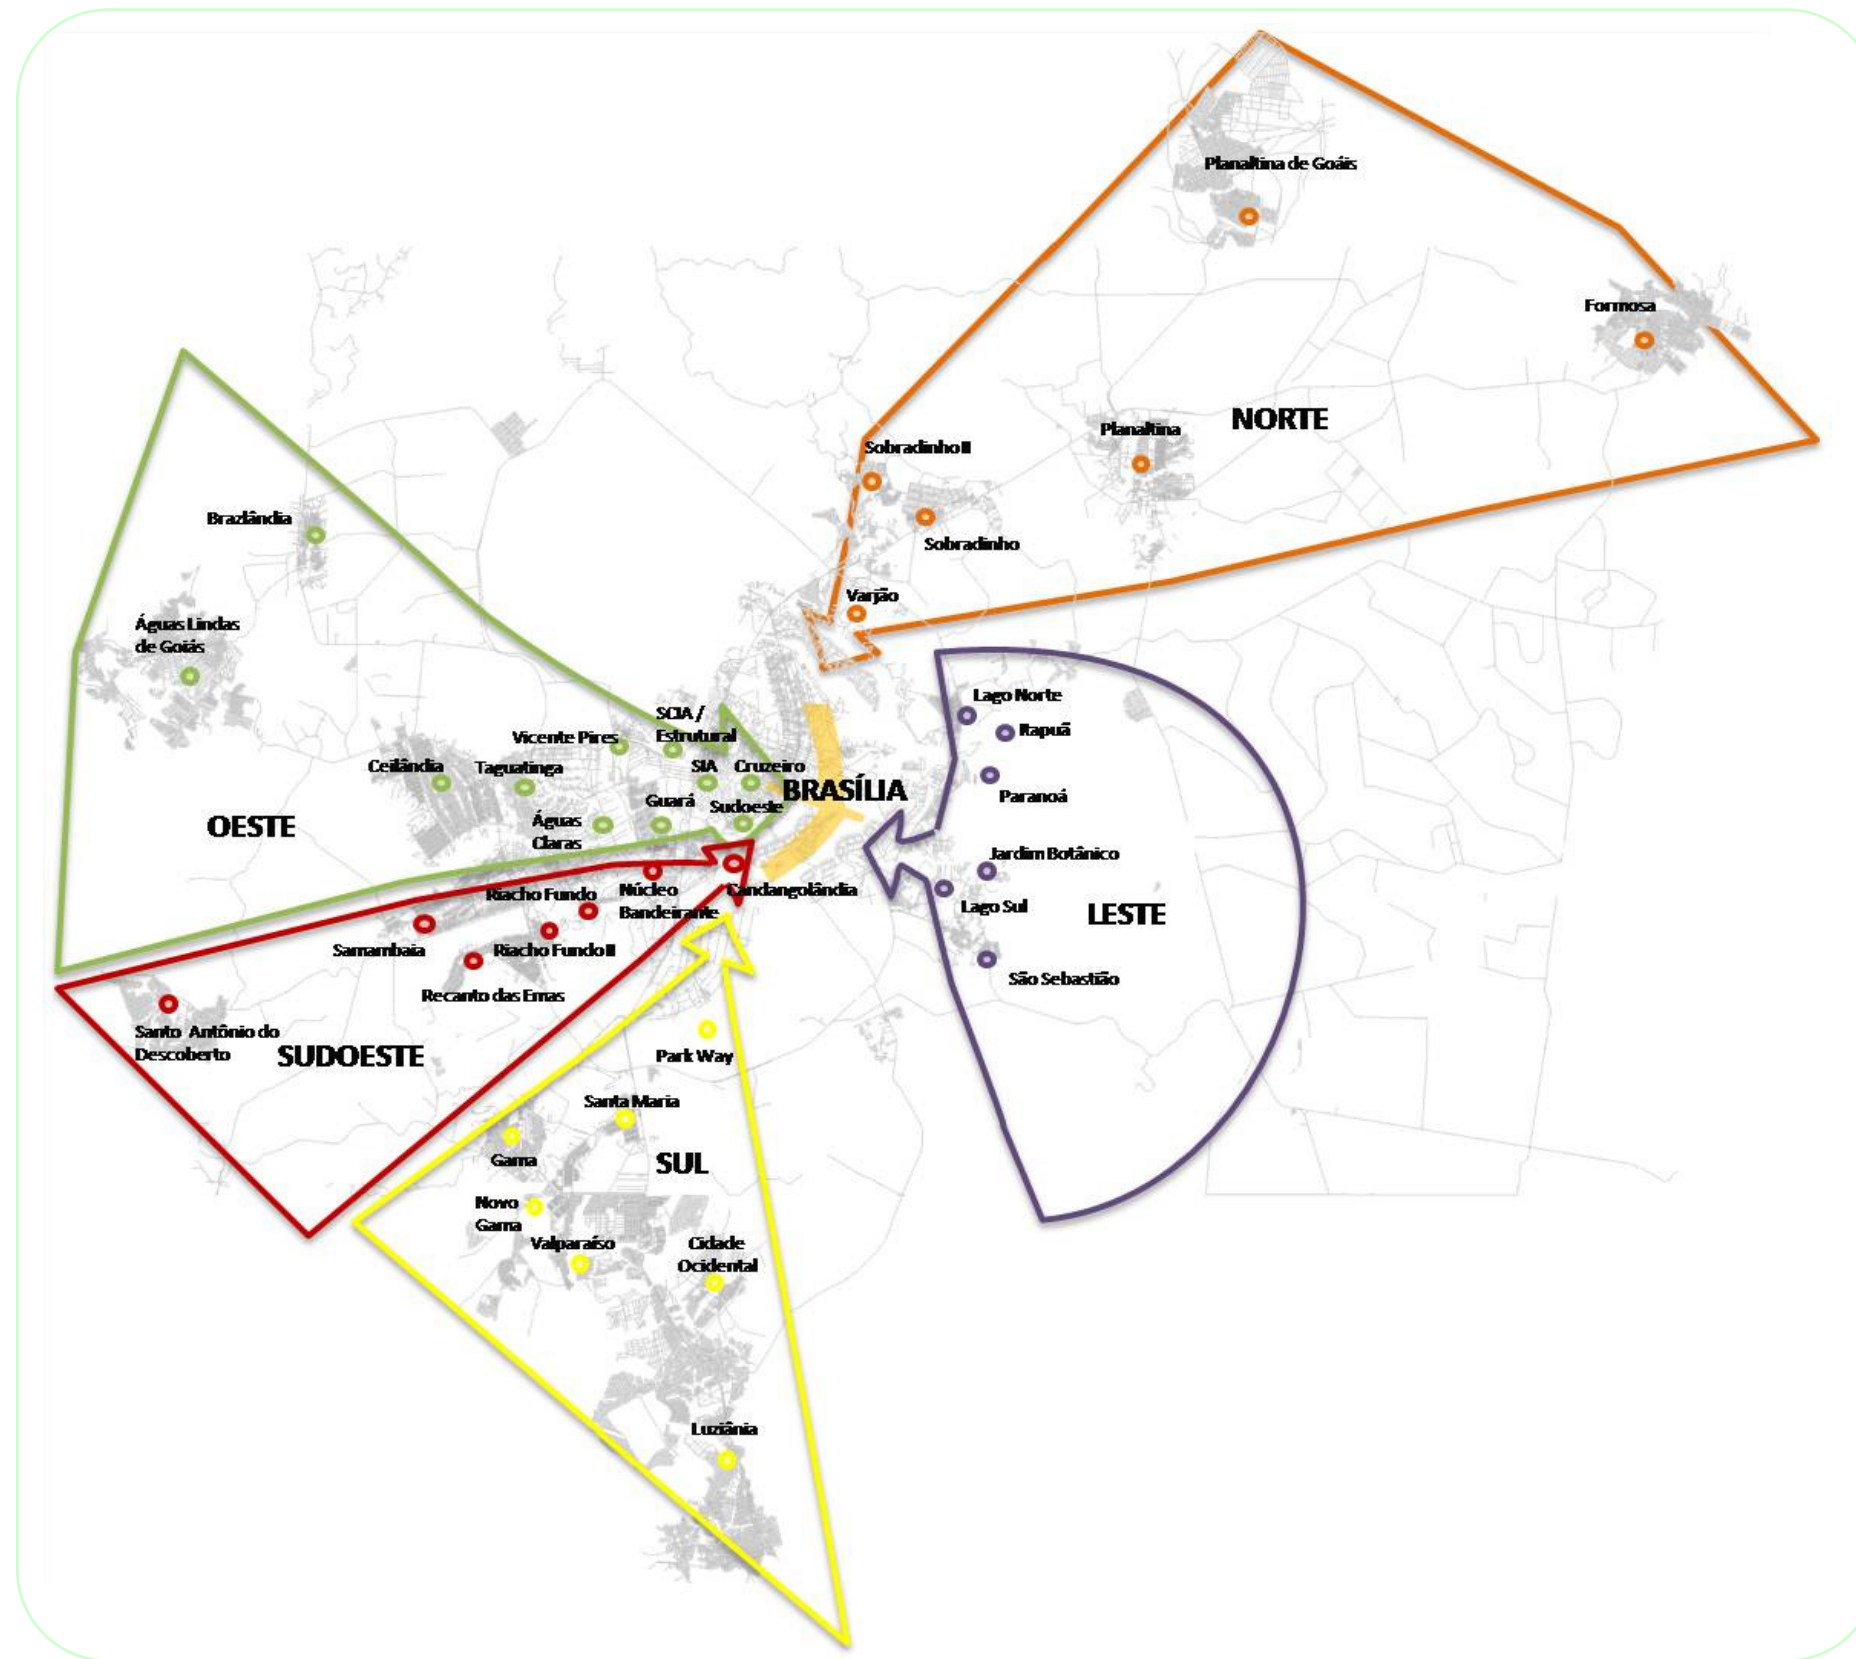 Planaltina de Goáis
Formosa
NORTE
Planaltina
Sobradinho II
Sobradinho
Varjão
Brazlândia
Águas Lindas
de Goiás
SCIA /
Estrutural
Vicente Pires
Ceilândia
Taguatinga
SIA
Cruzeiro
BRASÍLIA
Guará
Sudoeste
Águas
Claras
OESTE
Lago Norte
Itapuã
Paranoá
Jardim Botânico
Lago Sul
LESTE
São Sebastião
Candangolândia
Núcleo
Bandeirante
Riacho Fundo
Samambaia
Riacho Fundo II
Recanto das Emas
Santo Antônio do
Descoberto
SUDOESTE
Park Way
Santa Maria
Gama
SUL
Novo
Gama
Valparaíso
Cidade
Ocidental
Luziânia